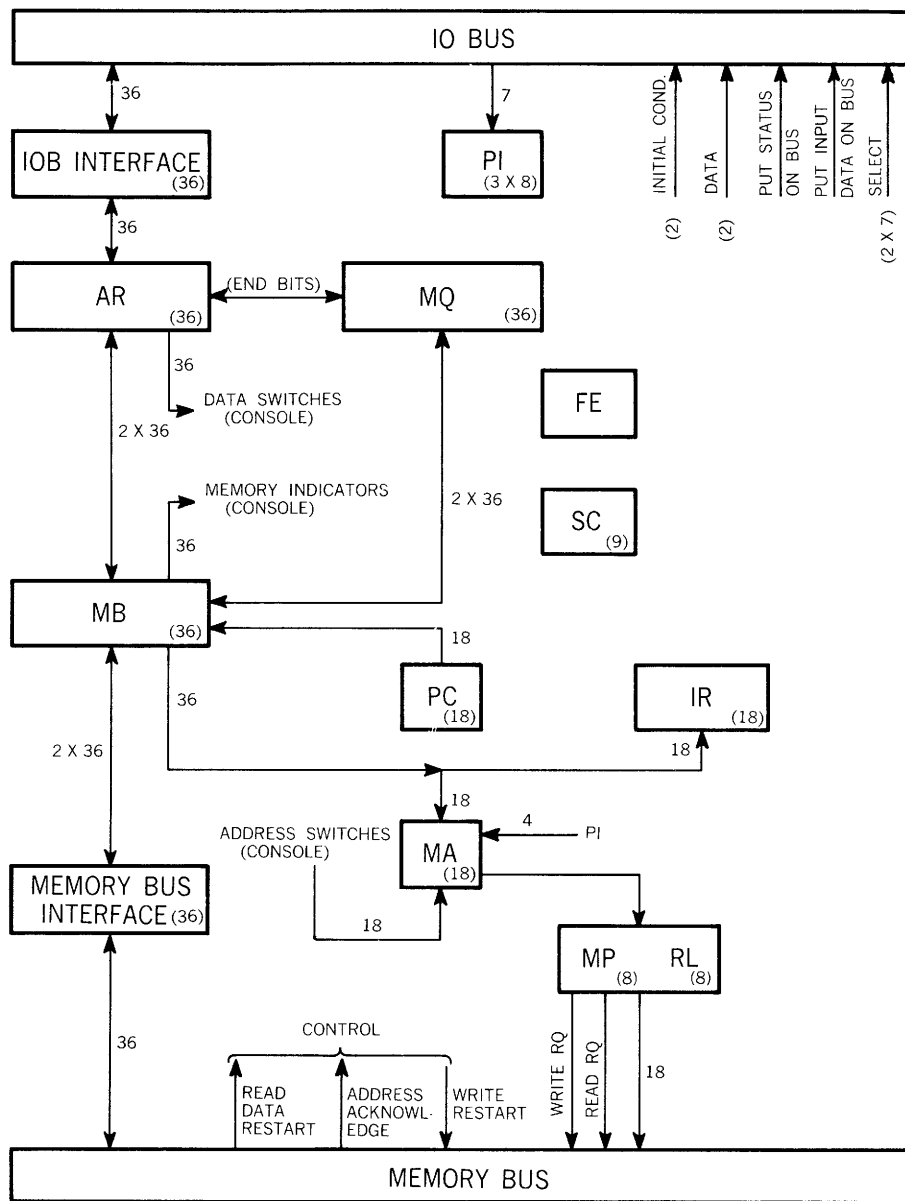 IO BUS
36
7
INITIAL COND.
(2)
DATA
(2)
PUT STATUS
ON BUS
PUT INPUT
DATA ON BUS
SELECT
(2 X 7)
IOB INTERFACE
(36)
PI
(3 X 8)
36
AR
(36)
(END BITS)
MQ
(36)
36
DATA SWITCHES
(CONSOLE)
2 X 36
FE
MEMORY INDICATORS
(CONSOLE)
36
2 X 36
SC
(9)
MB
(36)
18
36
PC
(18)
IR
(18)
2 X 36
18
18
ADDRESS SWITCHES
(CONSOLE)
MA
(18)
4
PI
MEMORY BUS
INTERFACE (36)
18
MP
(8)
RL
(8)
36
CONTROL
READ
DATA
RESTART
ADDRESS
ACKNOWL-
EDGE
WRITE
RESTART
WRITE RQ
READ RQ
18
MEMORY BUS